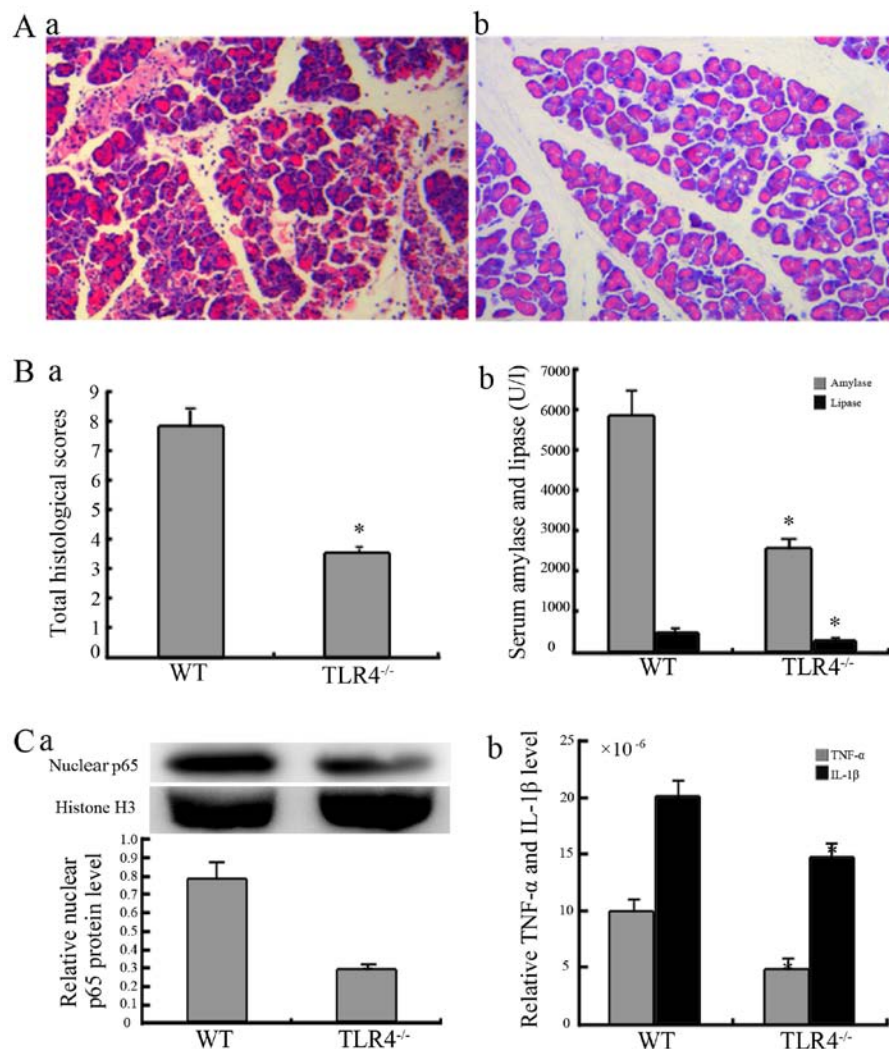 A a
b
B a
Total histological scores
9
8
7
6
5
4
3
2
1
0
*
WT TLR4-/-
b
Serum amylase and lipase (U/l)
7000
6000
5000
4000
3000
2000
1000
0
Amylase
Lipase
*
*
WT TLR4-/-
C a
Nuclear p65
Histone H3
Relative nuclear
p65 protein level
1.0
0.9
0.8
0.7
0.6
0.5
0.4
0.3
0.2
0.1
0
WT TLR4-/-
b
Relative TNF-α and IL-1β level
25
20
15
10
5
0
×10-6
TNF-α
IL-1β
*
*
WT TLR4-/-